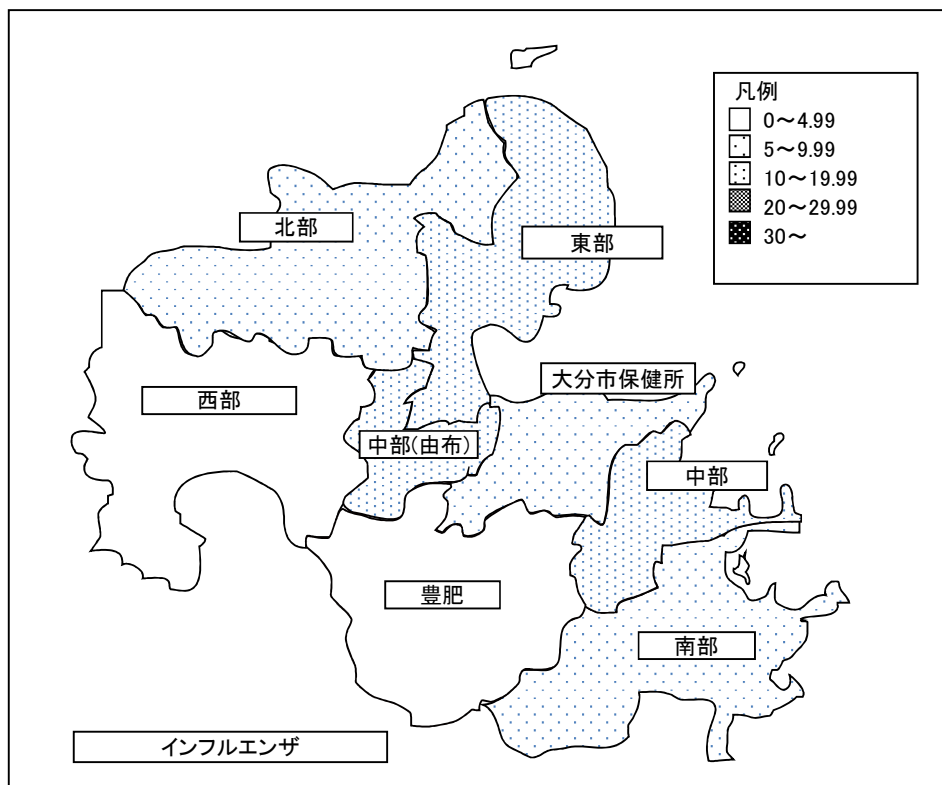 凡例
0～4.99
5～9.99
10～19.99
20～29.99
30～
北部
東部
大分市保健所
西部
中部(由布)
中部
豊肥
南部
インフルエンザ